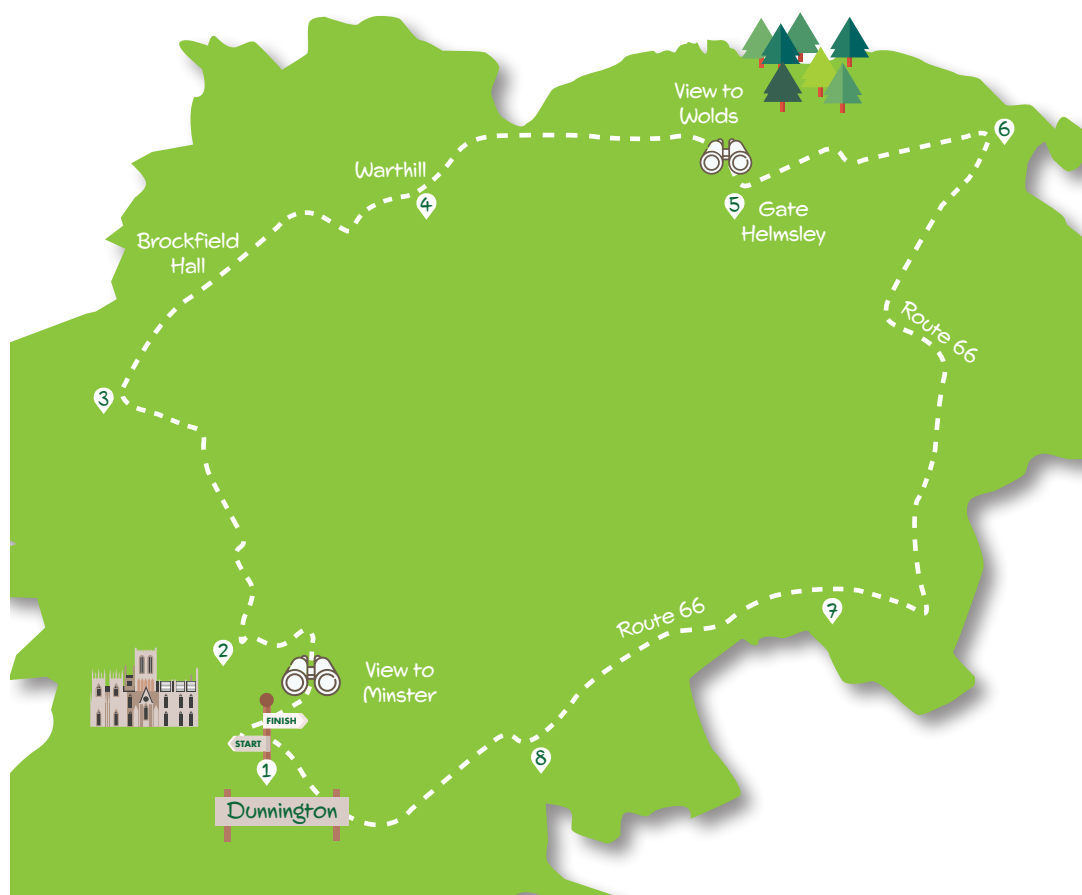 View to
Wolds
6
Warthill
4
5
Gate
Helmsley
Brockfield
Hall
Route 66
3
Route 66
7
2
View to
Minster
FINISH
START
8
1
Dunnington